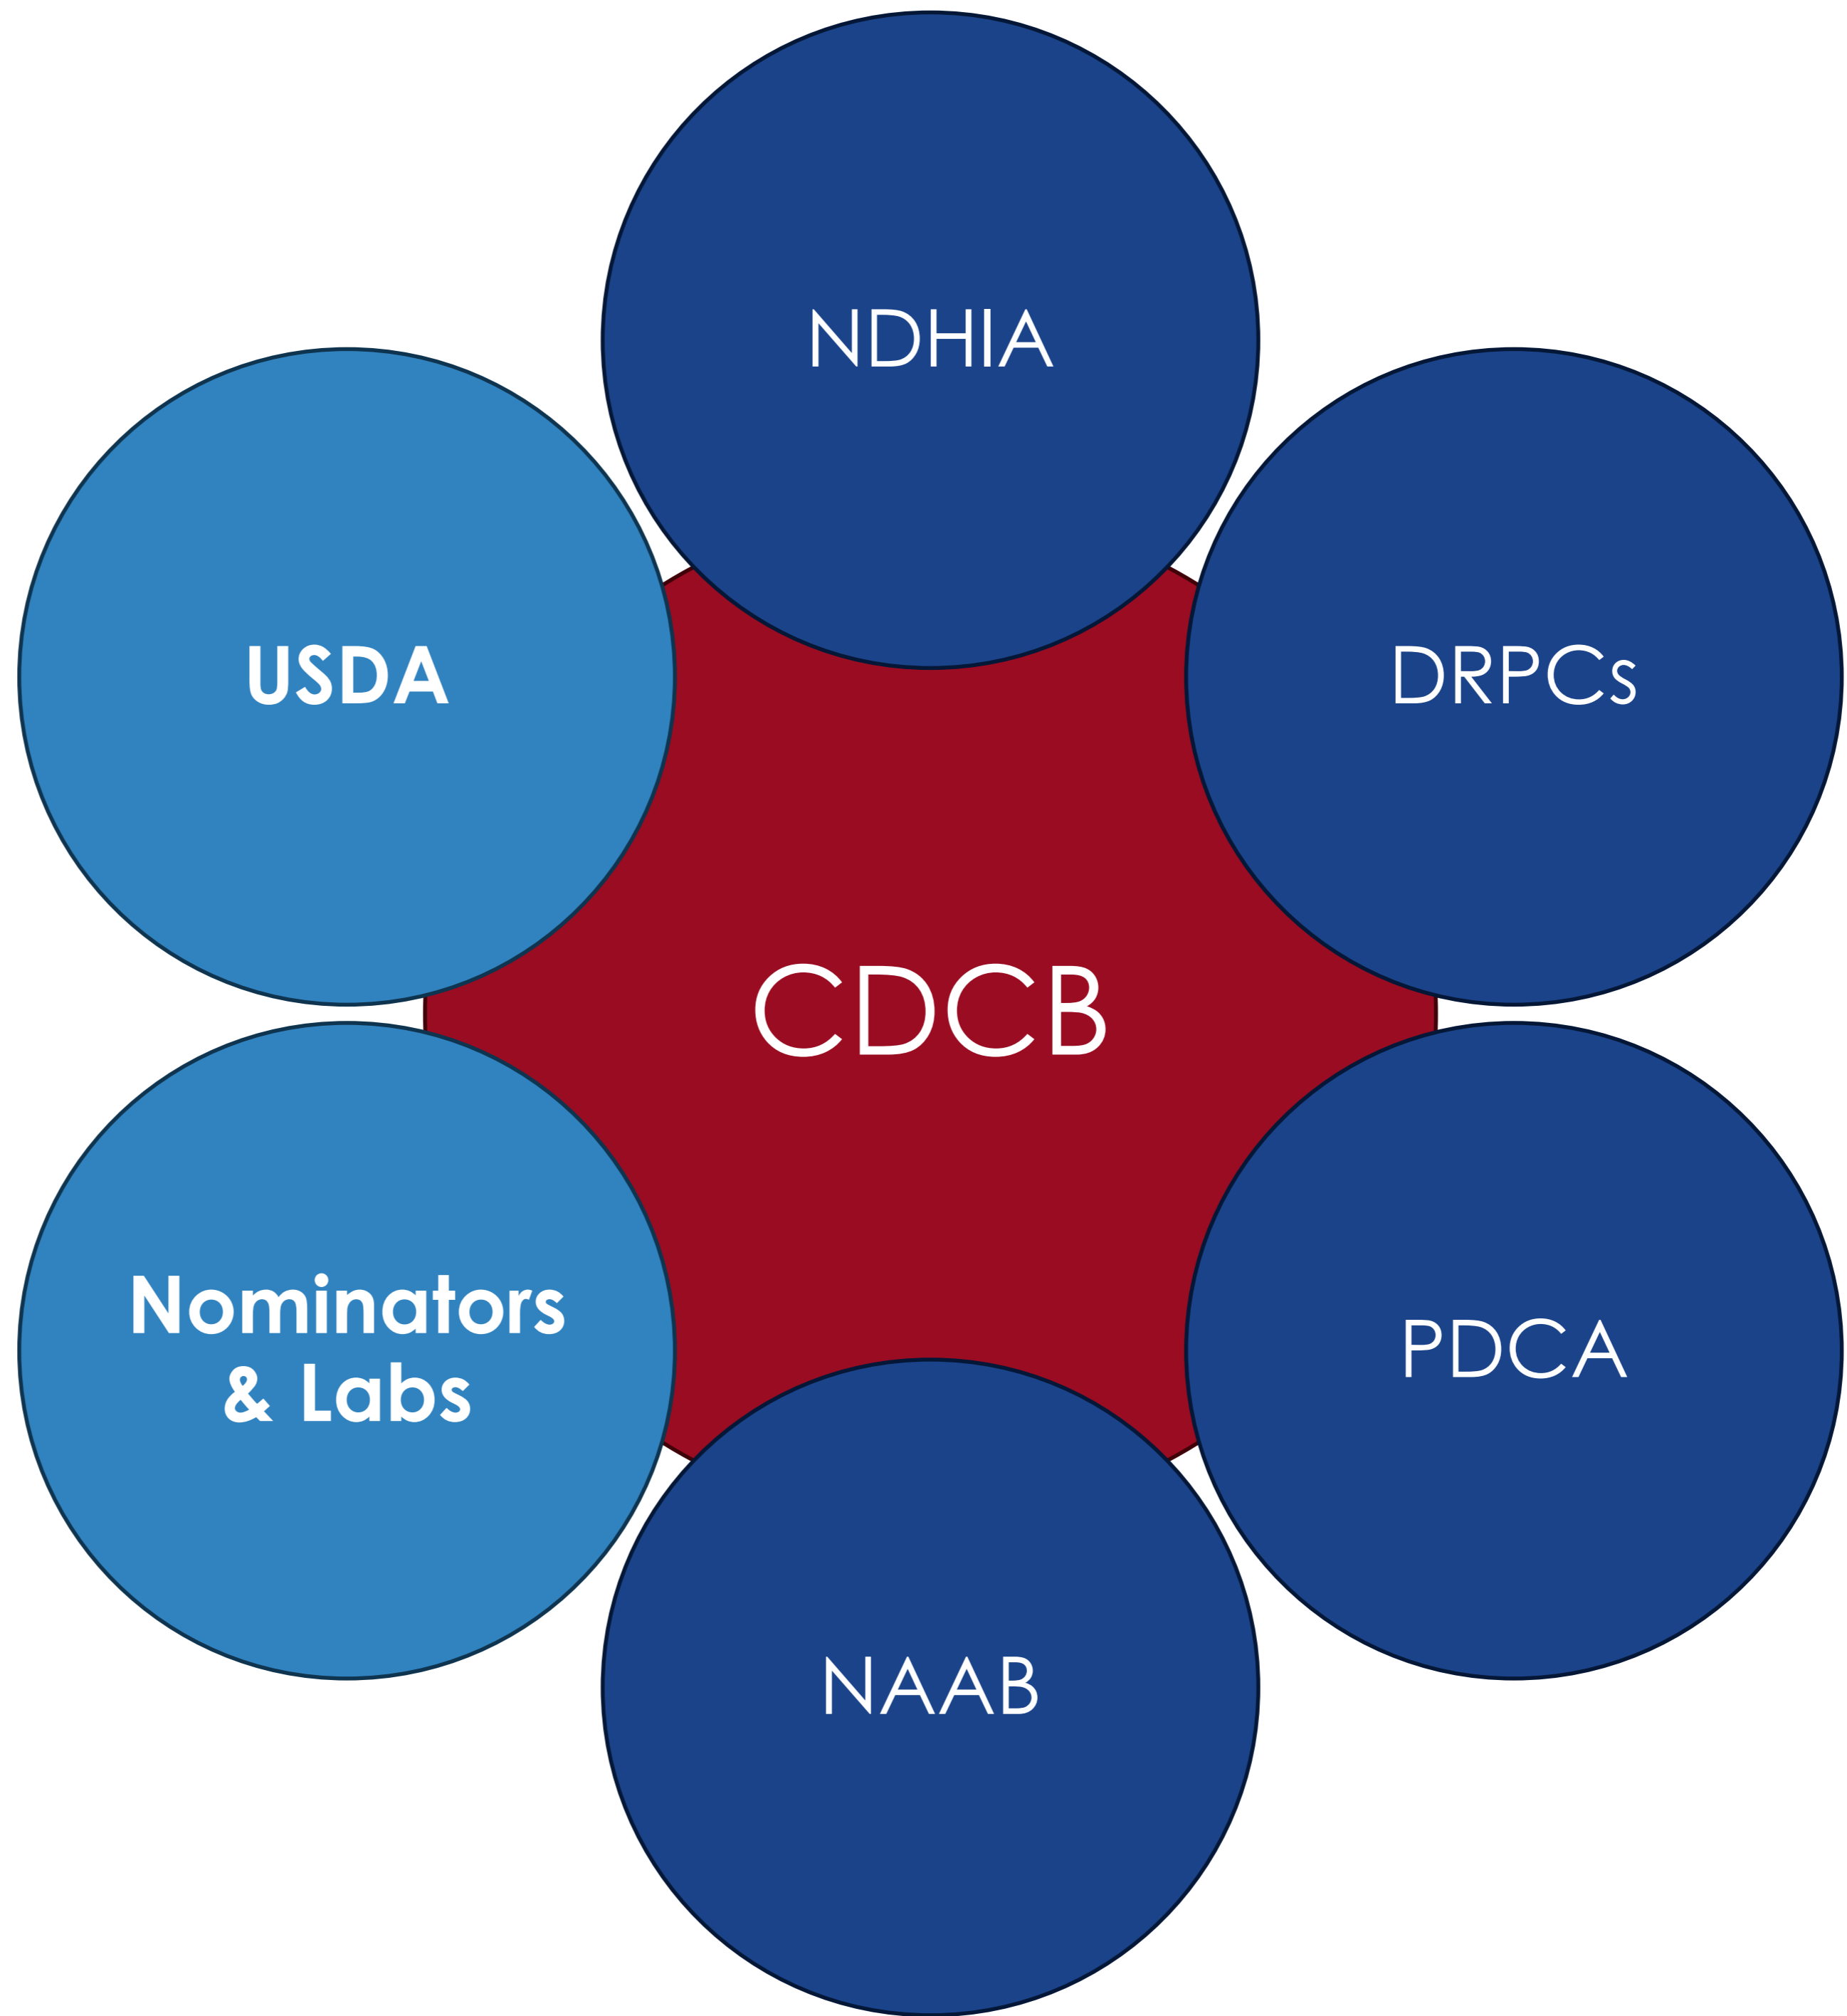 NDHIA
USDA
DRPCs
CDCB
Nominators
& Labs
PDCA
NAAB